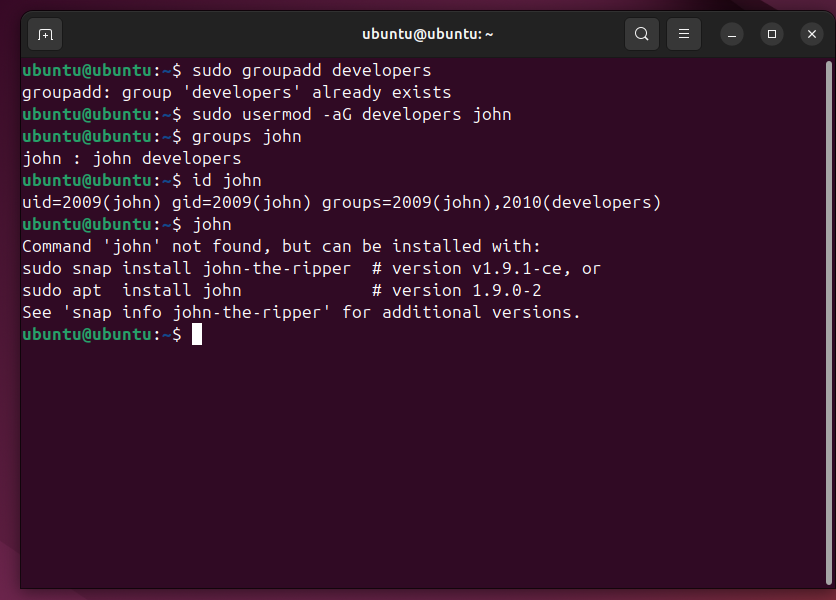 ubuntu@ubuntu: ~
ubuntu@ubuntu:~$ sudo groupadd developers
groupadd: group 'developers' already exists
ubuntu@ubuntu:~$ sudo usermod -aG developers john
ubuntu@ubuntu:~$ groups john
john : john developers
ubuntu@ubuntu:~$ id john
uid=2009(john) gid=2009(john) groups=2009(john),2010(developers)
ubuntu@ubuntu:~$ john
Command 'john' not found, but can be installed with:
sudo snap install john-the-ripper  # version v1.9.1-ce, or
sudo apt  install john             # version 1.9.0-2
See 'snap info john-the-ripper' for additional versions.
ubuntu@ubuntu:~$